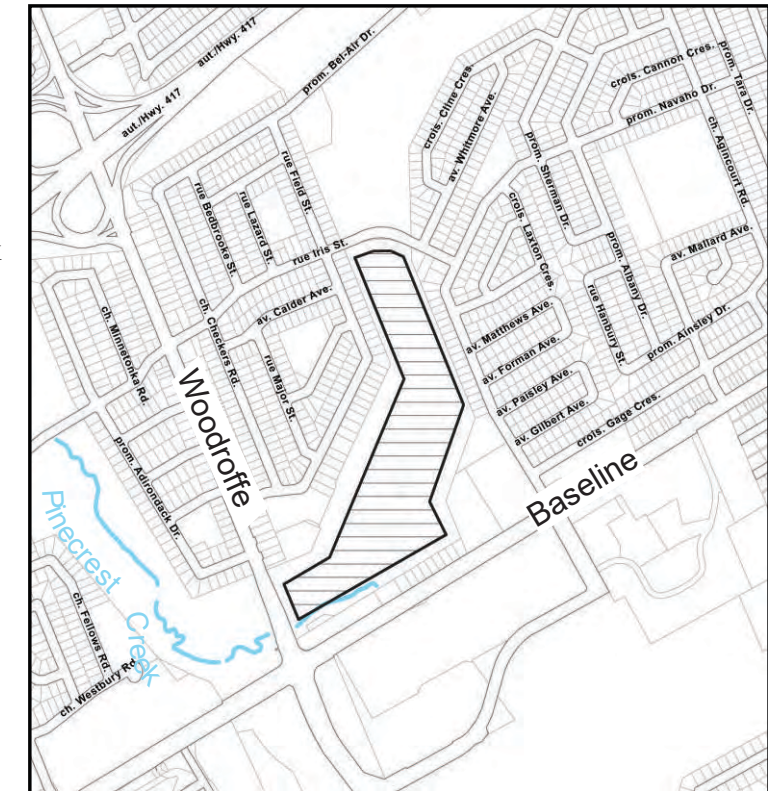 aut./Hwy. 417
aut./Hwy. 417
prom. Bel-Air Dr.
crois. Cline Cres.
av. Whitmore Ave.
crois. Cannon Cres.
prom. Tara Dr.
prom. Navaho Dr.
ch. Agincourt Rd.
prom. Sherman Dr.
rue Field St.
rue Lazard St.
rue Bedbrooke St.
rue Iris St.
crois. Laxton Cres.
prom. Albany Dr.
av. Mallard Ave.
av. Calder Ave.
ch. Checkers Rd.
ch. Minnetonka Rd.
av. Matthews Ave.
rue Hanbury St.
prom. Ainsley Dr.
av. Forman Ave.
rue Major St.
av. Paisley Ave.
av. Gilbert Ave.
crois. Gage Cres.
Woodroffe
prom. Adirondack Dr.
Baseline
Pinecrest
Creek
ch. Fellows Rd.
ch. Westbury Rd.